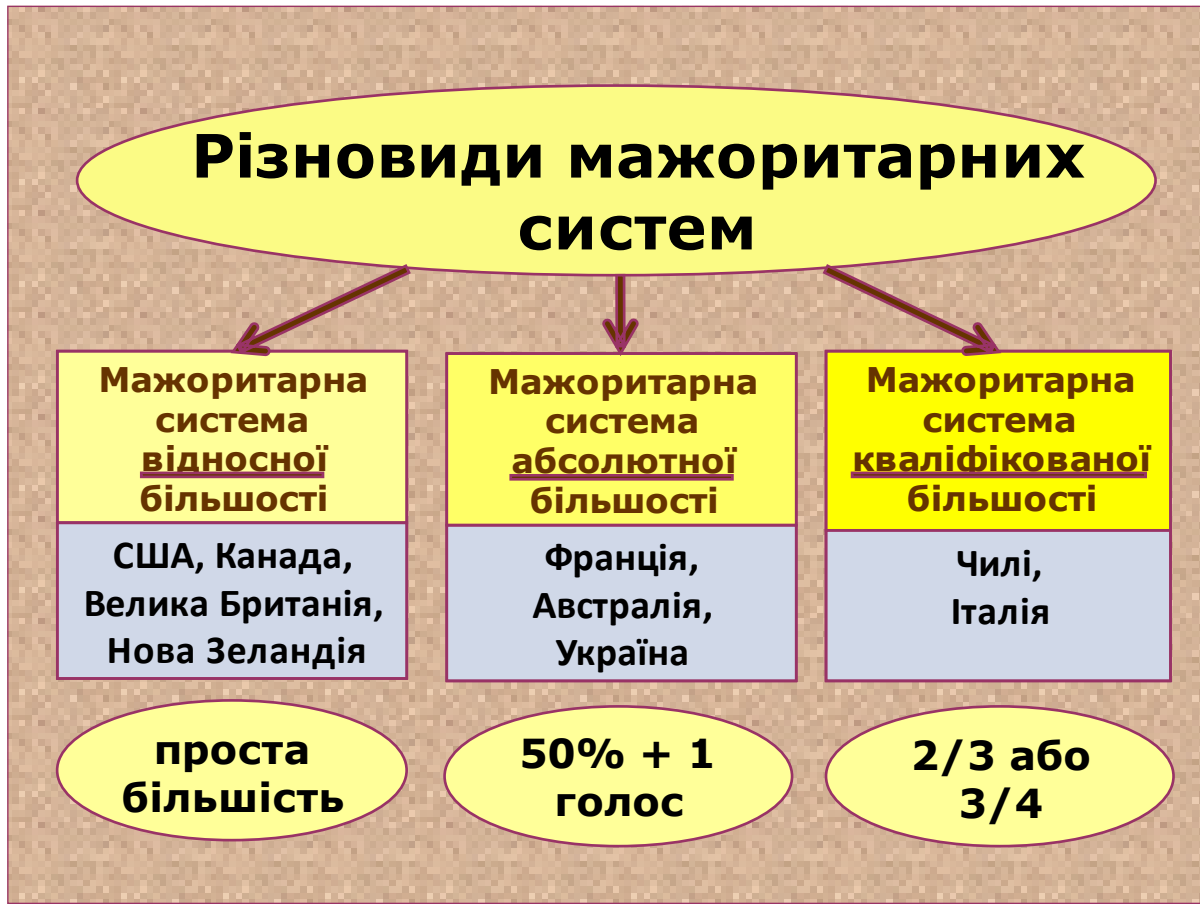 Різновиди мажоритарних
систем
Мажоритарна
система
відносної
більшості
США, Канада,
Велика Британія,
Нова Зеландія
проста
більшість
Мажоритарна
система
абсолютної
більшості
Франція,
Австралія,
Україна
50% + 1
голос
Мажоритарна
система
кваліфікованої
більшості
Чилі,
Італія
2/3 або
3/4